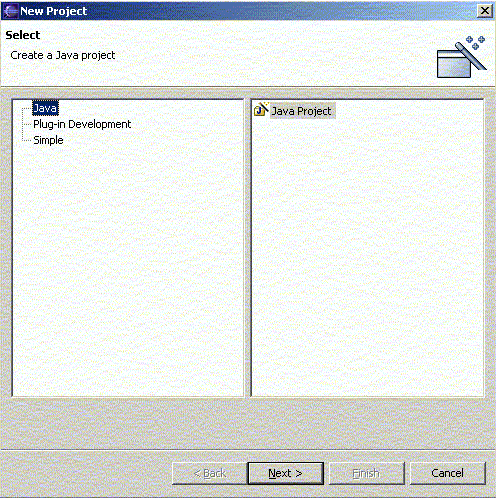 New Project
Select
Create a Java project
Java
Plug-in Development
Simple
Java Project
< Back
Next >
Finish
Cancel